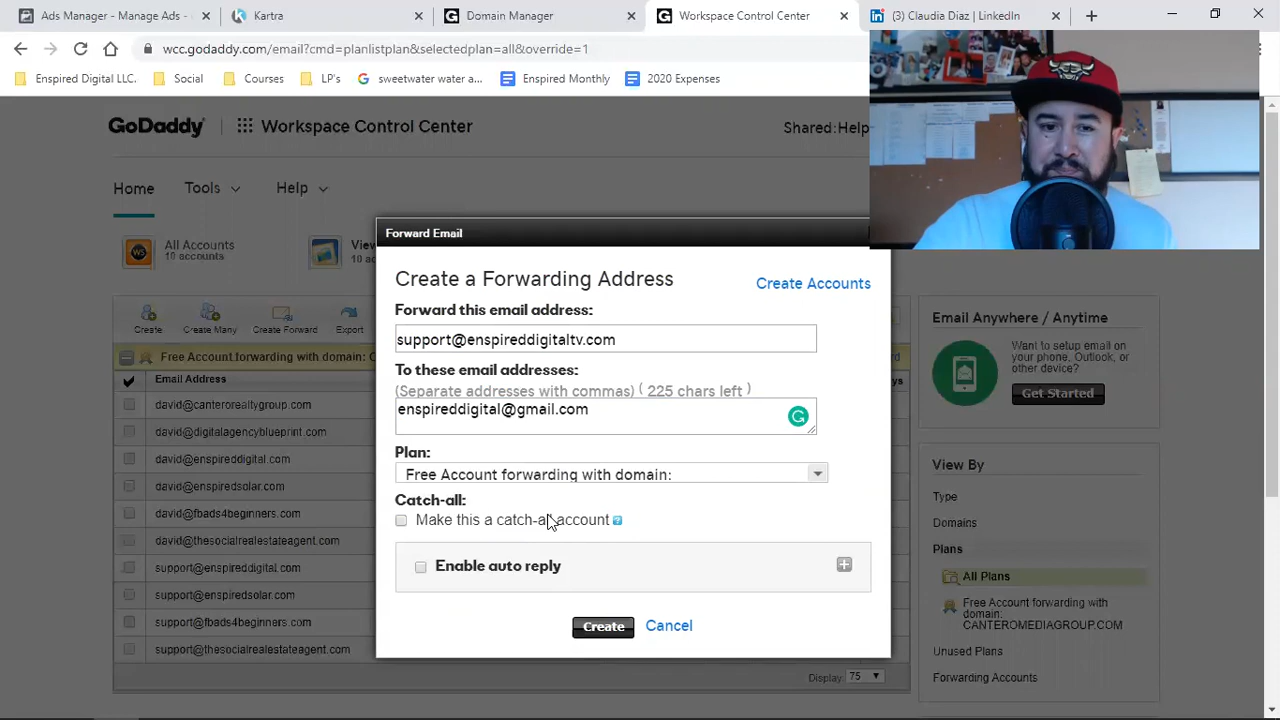 Ads Manager - Manage Ads
Kartra
Domain Manager
Workspace Control Center
(3) Claudia Diaz | LinkedIn
wcc.godaddy.com/email?cmd=planlistplan&selectedplan=all&override=1
Enspired Digital LLC.
Social
Courses
LP's
sweetwater water a...
Enspired Monthly
2020 Expenses
GoDaddy
Workspace Control Center
Shared:Help
Home
Tools
Help
All Accounts
10 accounts
View
10 a
Create
Create Many
Create Forward
Export
Free Account forwarding with domain: C
Email Address
ys
david@canterorealtygroup.com
david@digitalagencyblueprint.com
david@enspireddigital.com
david@enspiredsolar.com
david@fbads4beginners.com
david@thesocialrealestateagent.com
support@enspireddigital.com
support@enspiredsolar.com
support@fbads4beginners.com
support@thesocialrealestateagent.com
Display:
75
Forward Email
Create a Forwarding Address
Create Accounts
Forward this email address:
support@enspireddigitaltv.com
To these email addresses:
(Separate addresses with commas) ( 225 chars left )
enspireddigital@gmail.com
Plan:
Free Account forwarding with domain:
Catch-all:
Make this a catch-all account
Enable auto reply
Create
Cancel
Email Anywhere / Anytime
Want to setup email on
your phone, Outlook, or
other device?
Get Started
View By
Type
Domains
Plans
All Plans
Free Account forwarding with
domain:
CANTEROMEDIAGROUP.COM
Unused Plans
Forwarding Accounts